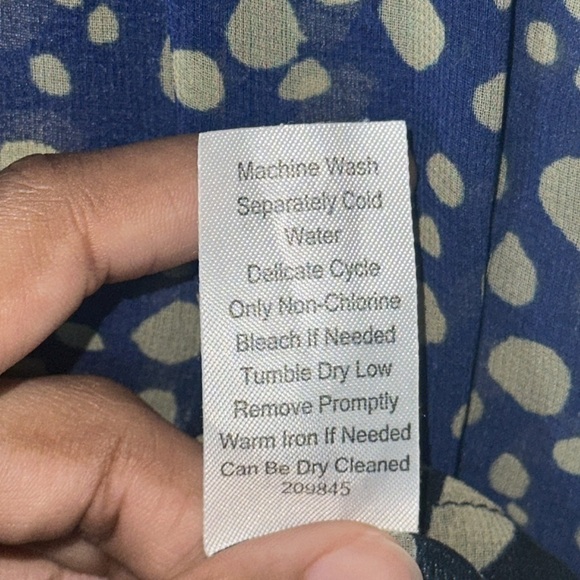 Machine Wash
Separately Cold
Water
Delicate Cycle
Only Non-Chlorine
Bleach If Needed
Tumble Dry Low
Remove Promptly
Warm Iron If Needed
Can Be Dry Cleaned
209845